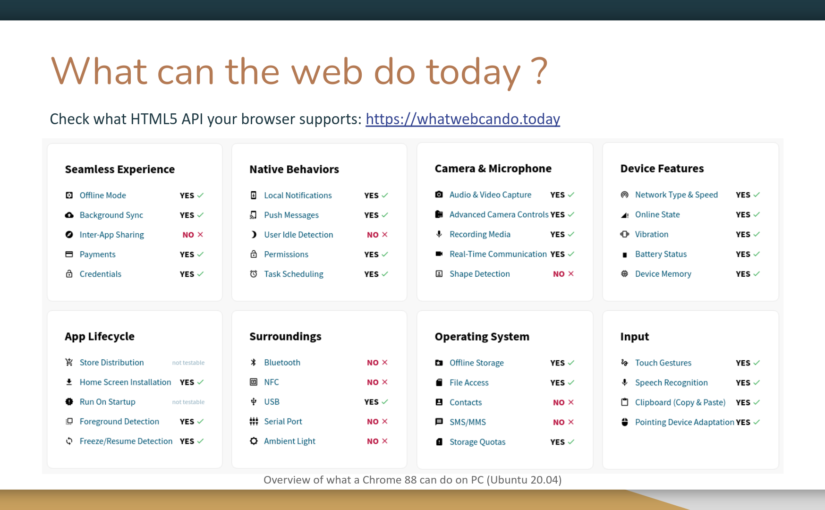 What can the web do today ?
Check what HTML5 API your browser supports: https://whatwebcando.today
Seamless Experience
Offline Mode YES ✓
Background Sync YES ✓
Inter-App Sharing NO ×
Payments YES ✓
Credentials YES ✓
Native Behaviors
Local Notifications YES ✓
Push Messages YES ✓
User Idle Detection NO ×
Permissions YES ✓
Task Scheduling YES ✓
Camera & Microphone
Audio & Video Capture YES ✓
Advanced Camera Controls YES ✓
Recording Media YES ✓
Real-Time Communication YES ✓
Shape Detection NO ×
Device Features
Network Type & Speed YES ✓
Online State YES ✓
Vibration YES ✓
Battery Status YES ✓
Device Memory YES ✓
App Lifecycle
Store Distribution not testable
Home Screen Installation YES ✓
Run On Startup not testable
Foreground Detection YES ✓
Freeze/Resume Detection YES ✓
Surroundings
Bluetooth NO ×
NFC NO ×
USB YES ✓
Serial Port NO ×
Ambient Light NO ×
Operating System
Offline Storage YES ✓
File Access YES ✓
Contacts NO ×
SMS/MMS NO ×
Storage Quotas YES ✓
Input
Touch Gestures YES ✓
Speech Recognition YES ✓
Clipboard (Copy & Paste) YES ✓
Pointing Device Adaptation YES ✓
Overview of what a Chrome 88 can do on PC (Ubuntu 20.04)